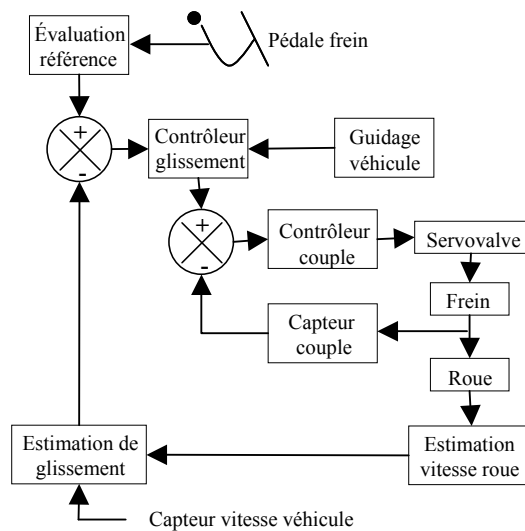 Évaluation
référence
Pédale frein
+
-
Contrôleur
glissement
Guidage
véhicule
+
-
Contrôleur
couple
Servovalve
Frein
Capteur
couple
Roue
Estimation de
glissement
Estimation
vitesse roue
Capteur vitesse véhicule